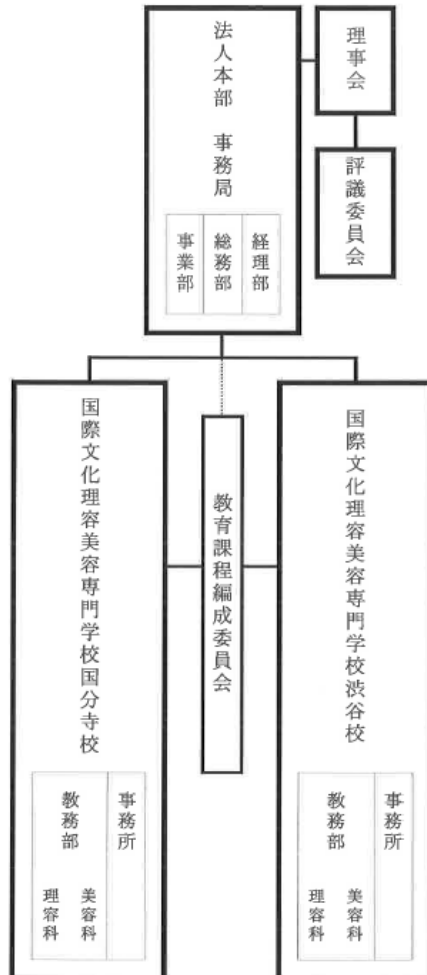 理事会
評議委員会
法人本部 事務局
経理部
総務部
事業部
国際文化理容美容専門学校渋谷校
事務所
教務部
美容科
理容科
教育課程編成委員会
国際文化理容美容専門学校国分寺校
事務所
教務部
美容科
理容科